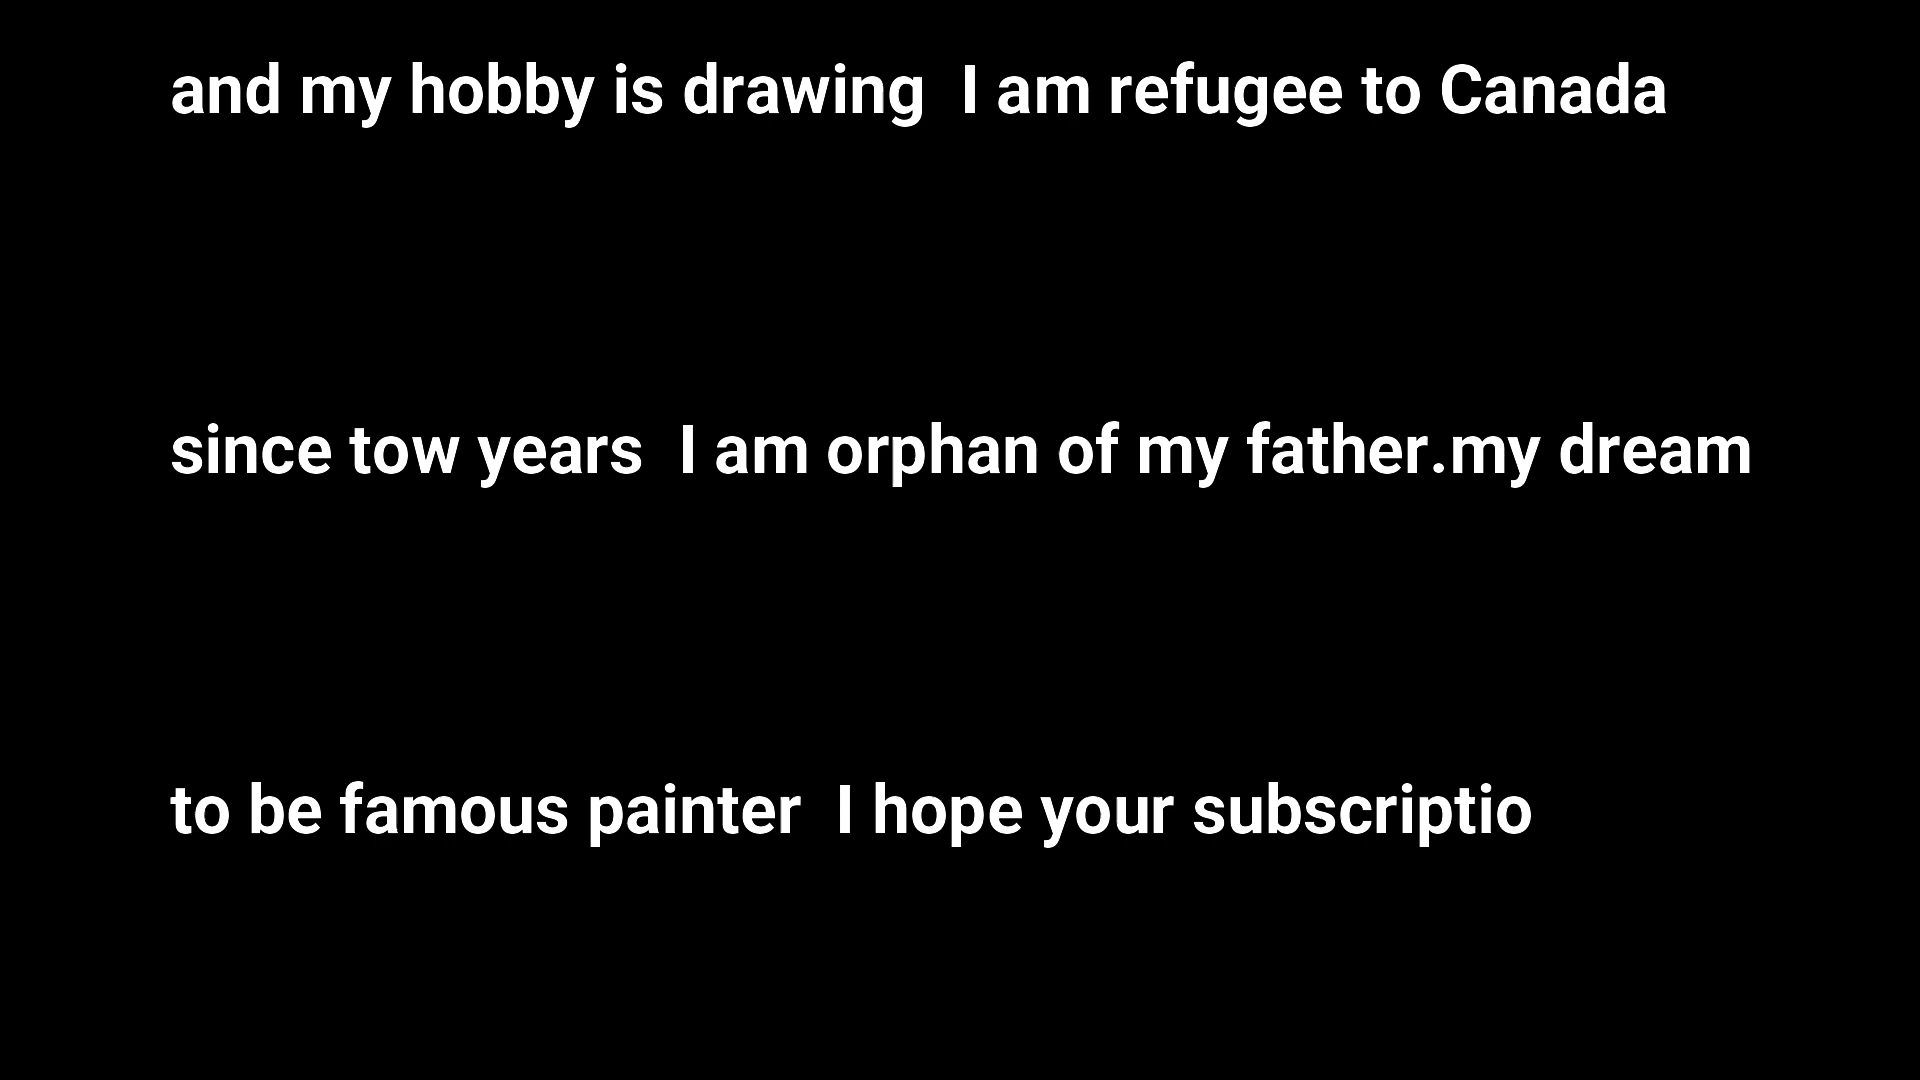 and my hobby is drawing  I am refugee to Canada
since tow years  I am orphan of my father.my dream
to be famous painter  I hope your subscriptio